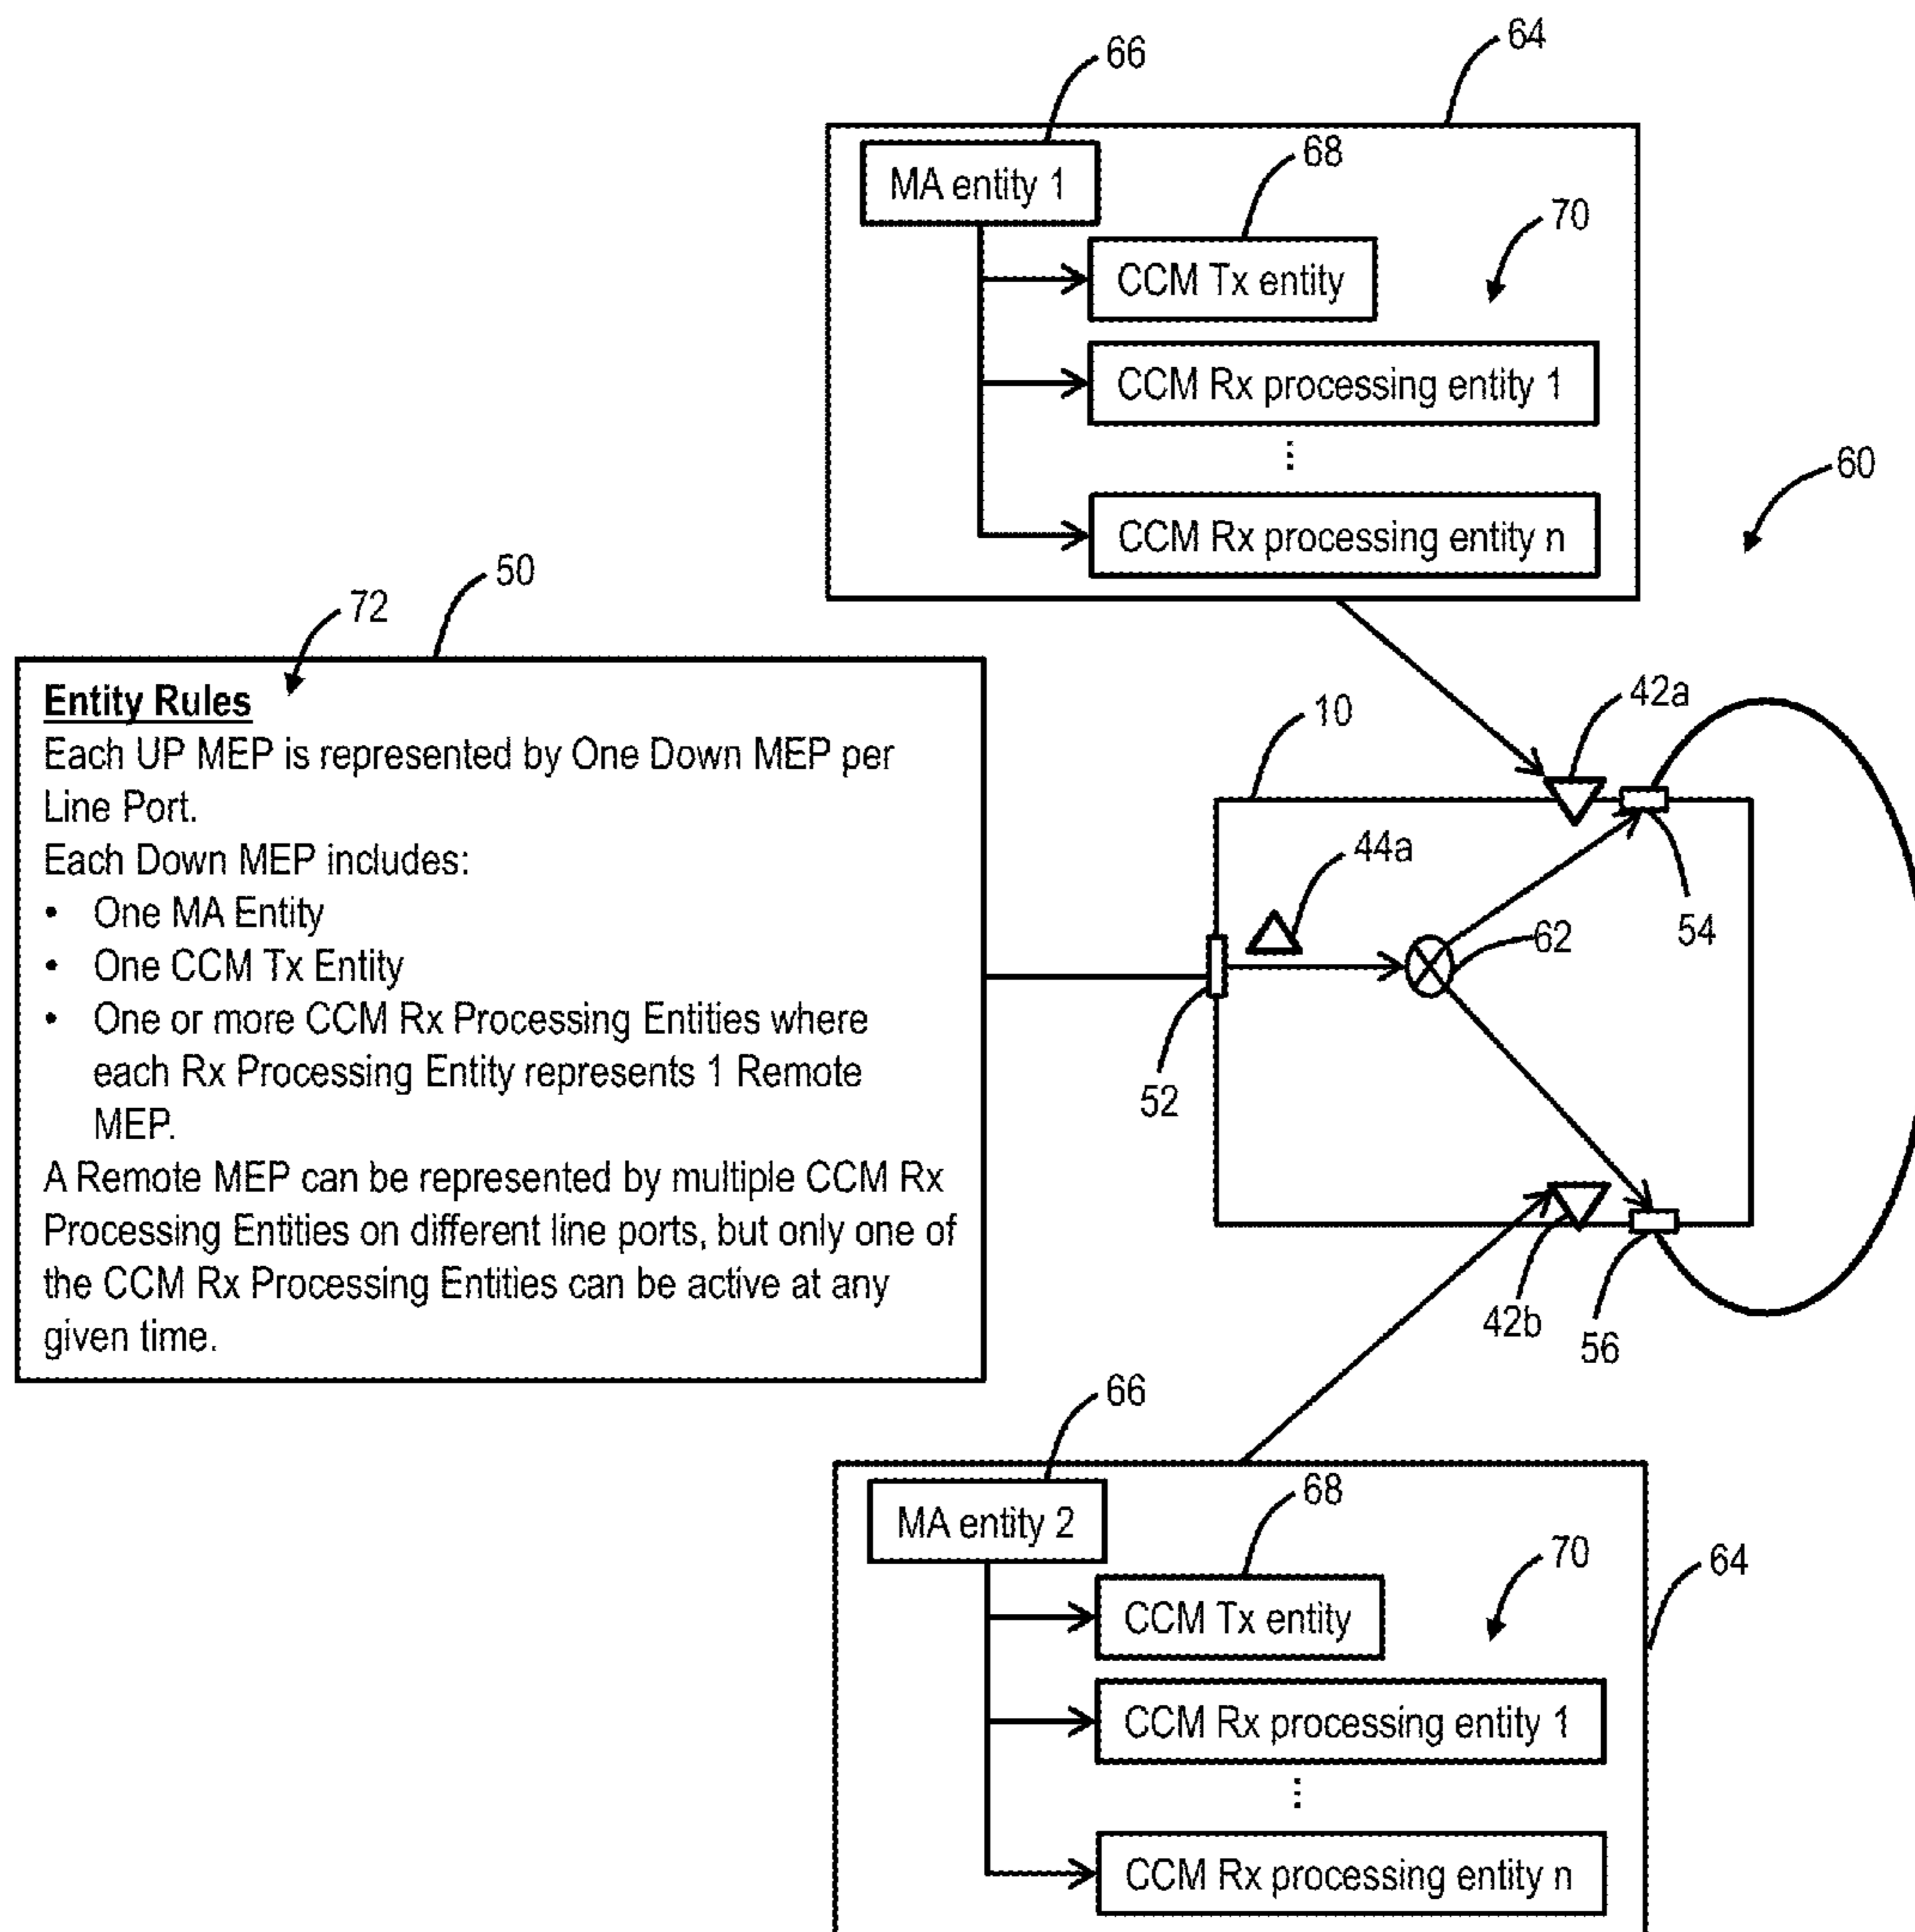 64
66
MA entity 1
68
70
CCM Tx entity
CCM Rx processing entity 1
⋮
CCM Rx processing entity n
60
50
72
Entity Rules
Each UP MEP is represented by One Down MEP per
Line Port.
Each Down MEP includes:
• One MA Entity
• One CCM Tx Entity
• One or more CCM Rx Processing Entities where
each Rx Processing Entity represents 1 Remote
MEP.
A Remote MEP can be represented by multiple CCM Rx
Processing Entities on different line ports, but only one of
the CCM Rx Processing Entities can be active at any
given time.
10
42a
44a
54
62
52
42b
56
66
MA entity 2
68
70
64
CCM Tx entity
CCM Rx processing entity 1
⋮
CCM Rx processing entity n